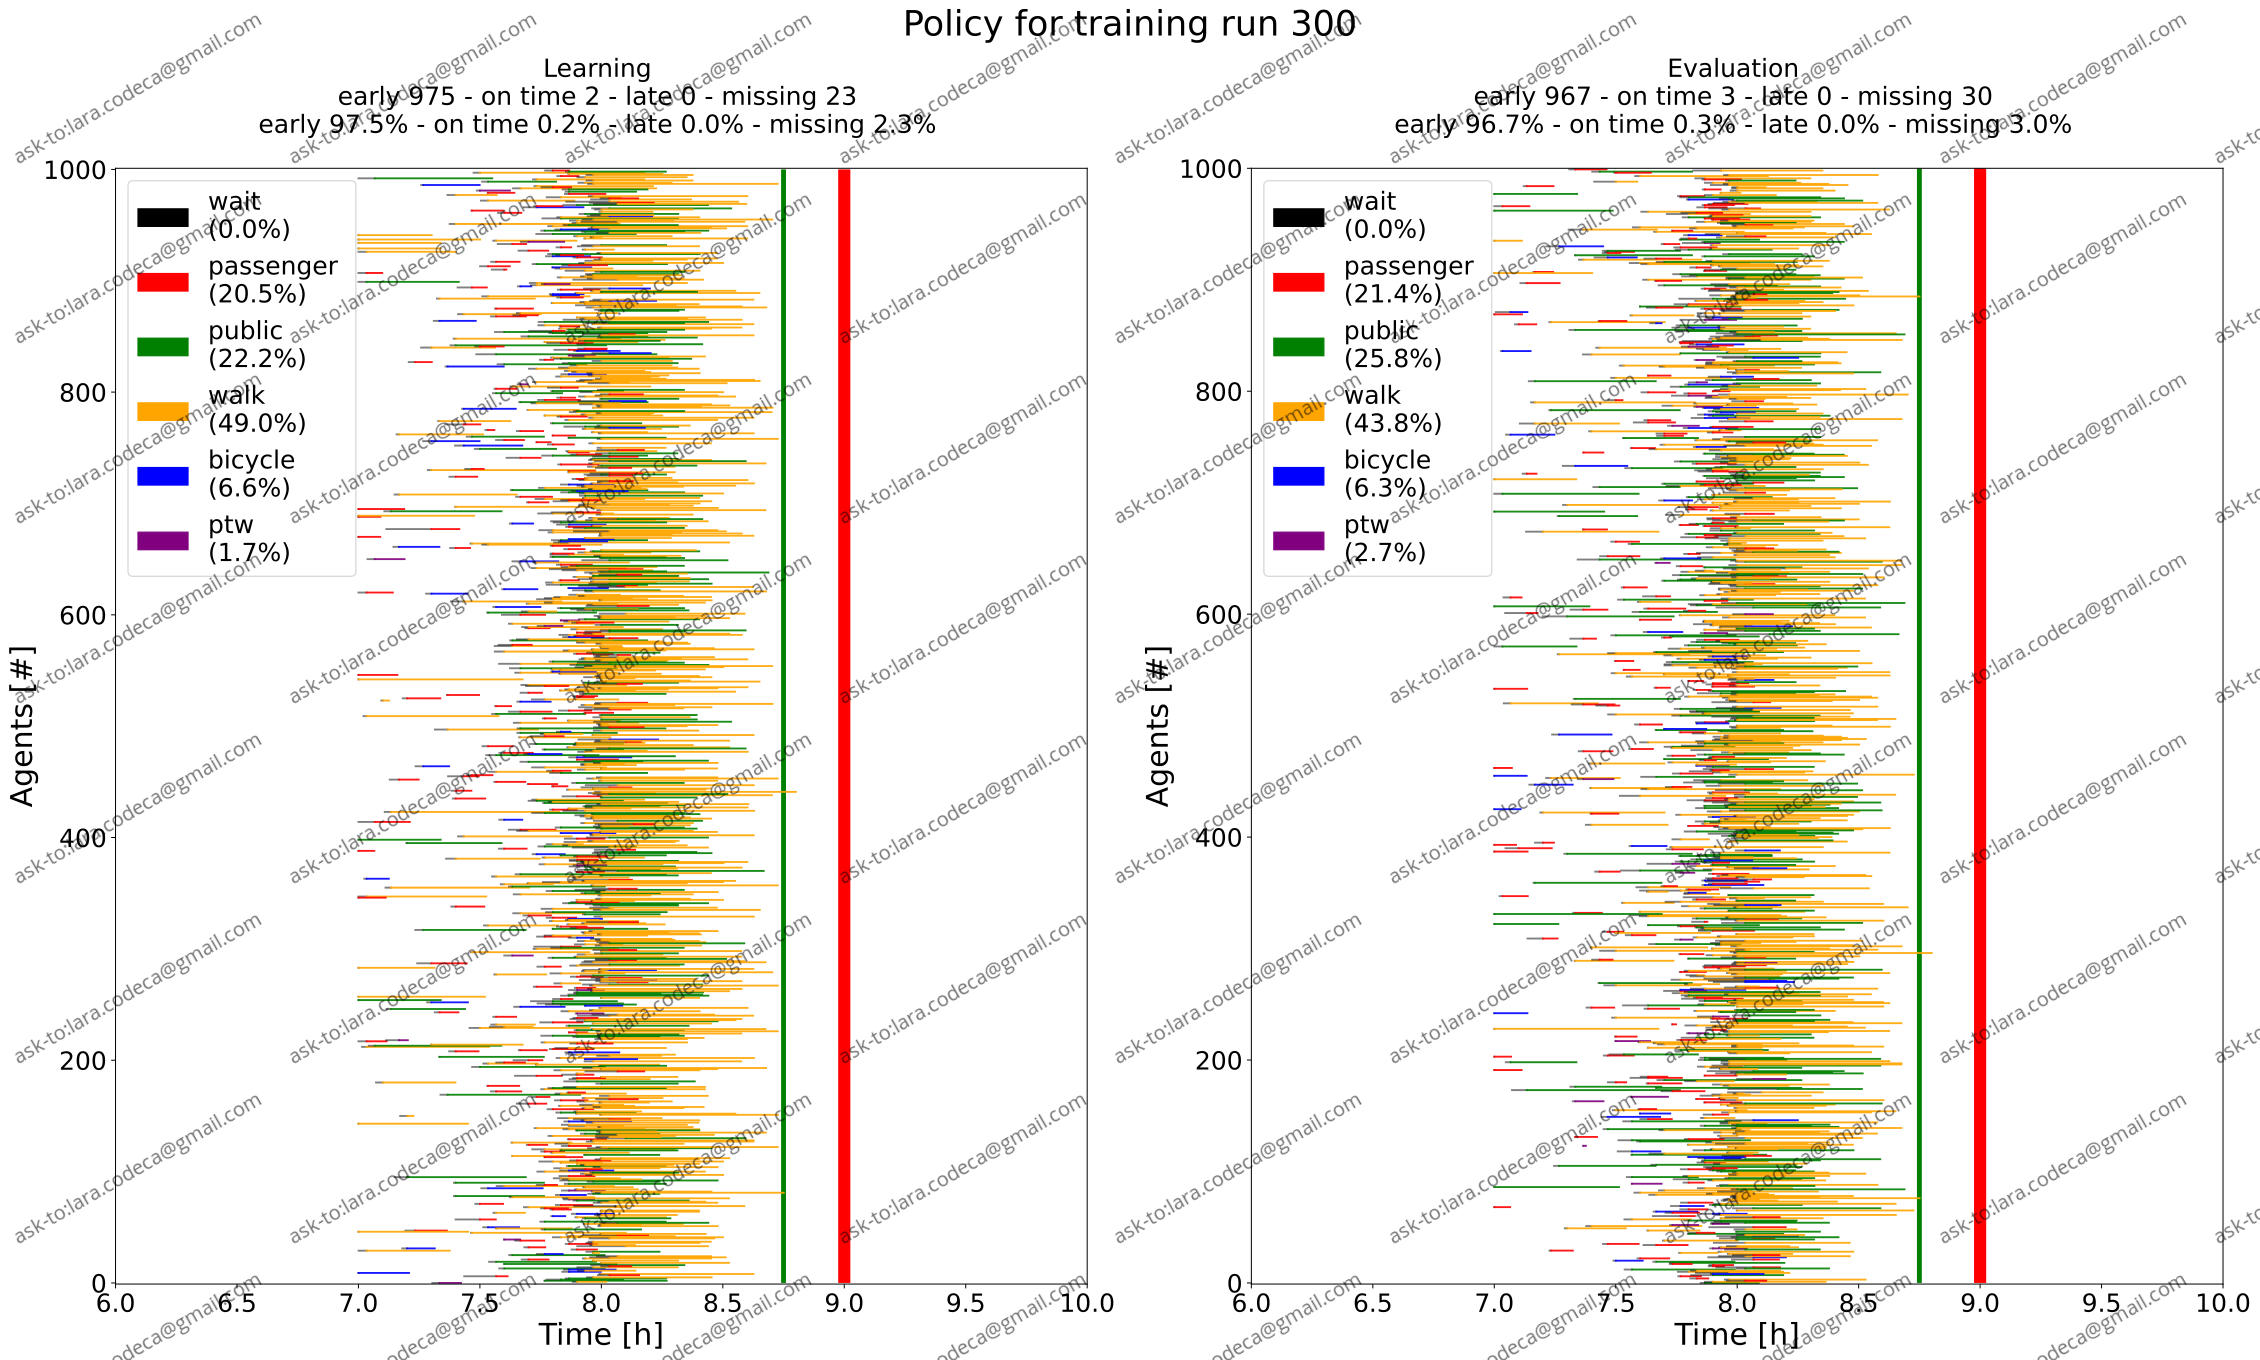 Policy for training run 300
Learning
early 975 - on time 2 - late 0 - missing 23
early 97.5% - on time 0.2% - late 0.0% - missing 2.3%
1000
800
600
400
200
0
Agents [#]
wait
(0.0%)
passenger
(20.5%)
public
(22.2%)
walk
(49.0%)
bicycle
(6.6%)
ptw
(1.7%)
6.0 6.5 7.0 7.5 8.0 8.5 9.0 9.5 10.0
Time [h]
Evaluation
early 967 - on time 3 - late 0 - missing 30
early 96.7% - on time 0.3% - late 0.0% - missing 3.0%
1000
800
600
400
200
0
Agents [#]
wait
(0.0%)
passenger
(21.4%)
public
(25.8%)
walk
(43.8%)
bicycle
(6.3%)
ptw
(2.7%)
6.0 6.5 7.0 7.5 8.0 8.5 9.0 9.5 10.0
Time [h]
ask-to:lara.codeca@gmail.com